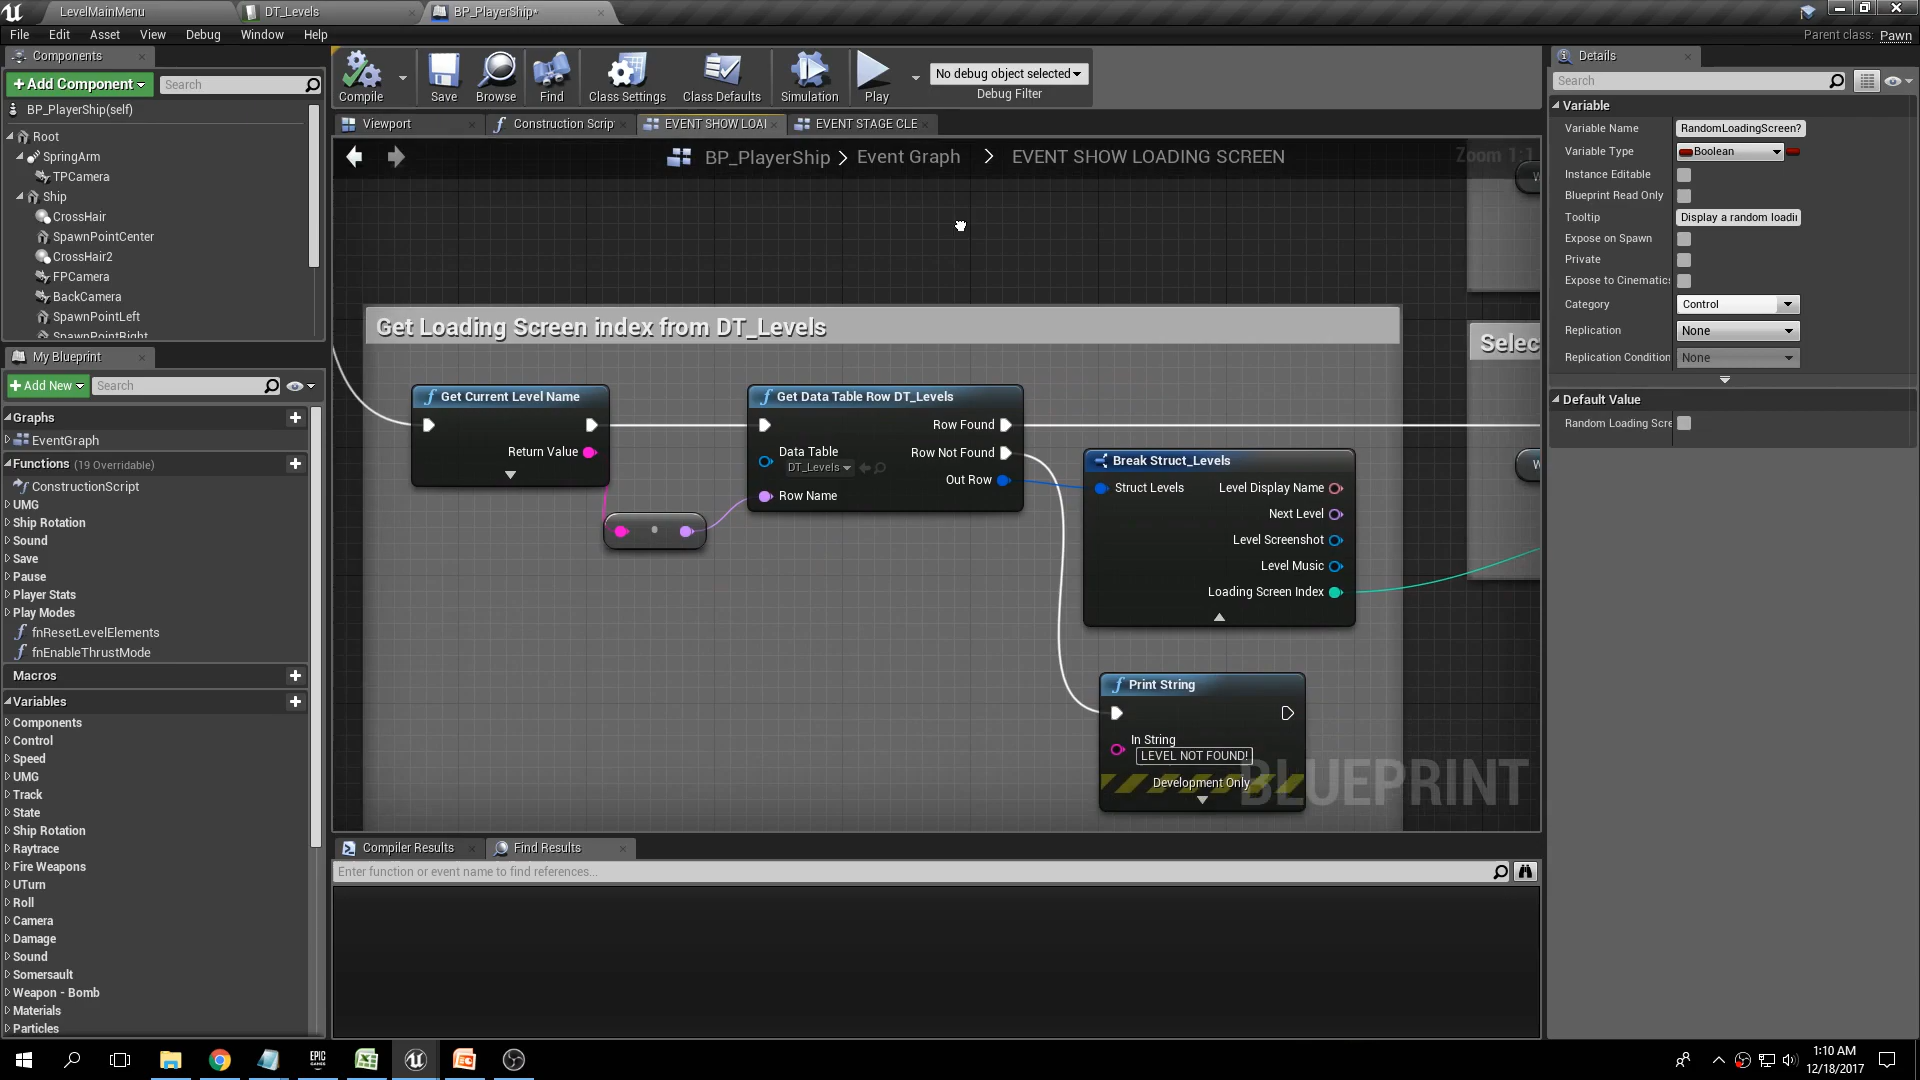 LevelMainMenu
DT_Levels
BP_PlayerShip*
File Edit Asset View Debug Window Help
Parent class: Pawn
Components
+ Add Component
Search
BP_PlayerShip(self)
Root
SpringArm
TPCamera
Ship
CrossHair
SpawnPointCenter
CrossHair2
FPCamera
BackCamera
SpawnPointLeft
SpawnPointRight
My Blueprint
+ Add New
Search
Graphs
EventGraph
Functions (19 Overridable)
ConstructionScript
UMG
Ship Rotation
Sound
Save
Pause
Player Stats
Play Modes
fnResetLevelElements
fnEnableThrustMode
Macros
Variables
Components
Control
Speed
UMG
Track
State
Ship Rotation
Raytrace
Fire Weapons
UTurn
Roll
Camera
Damage
Sound
Somersault
Weapon - Bomb
Materials
Particles
Compile
Save
Browse
Find
Class Settings
Class Defaults
Simulation
Play
No debug object selected
Debug Filter
Viewport
Construction Scrip
EVENT SHOW LOAI
EVENT STAGE CLE
BP_PlayerShip > Event Graph > EVENT SHOW LOADING SCREEN
Zoom 1:1
Get Loading Screen index from DT_Levels
Selec
Get Current Level Name
Return Value
Get Data Table Row DT_Levels
Row Found
Data Table
DT_Levels
Row Not Found
Out Row
Row Name
Break Struct_Levels
Struct Levels
Level Display Name
Next Level
Level Screenshot
Level Music
Loading Screen Index
Print String
In String
LEVEL NOT FOUND!
Development Only
BLUEPRINT
Compiler Results
Find Results
Enter function or event name to find references...
Details
Search
Variable
Variable Name RandomLoadingScreen?
Variable Type Boolean
Instance Editable
Blueprint Read Only
Tooltip Display a random loadi
Expose on Spawn
Private
Expose to Cinematic
Category Control
Replication None
Replication Condition None
Default Value
Random Loading Scre
EPIC
GAMES
1:10 AM
12/18/2017